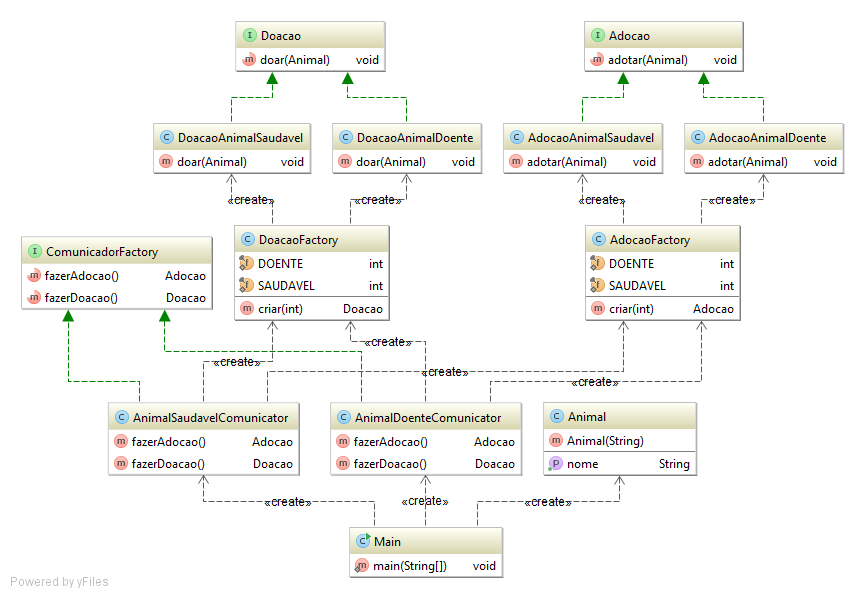 Doacao
doar(Animal) void
Adocao
adotar(Animal) void
DoacaoAnimalSaudavel
doar(Animal) void
DoacaoAnimalDoente
doar(Animal) void
AdocaoAnimalSaudavel
adotar(Animal) void
AdocaoAnimalDoente
adotar(Animal) void
«create»
«create»
«create»
«create»
ComunicadorFactory
fazerAdocao() Adocao
fazerDoacao() Doacao
DoacaoFactory
DOENTE int
SAUDAVEL int
criar(int) Doacao
AdocaoFactory
DOENTE int
SAUDAVEL int
criar(int) Adocao
«create»
«create»
«create»
«create»
AnimalSaudavelComunicator
fazerAdocao() Adocao
fazerDoacao() Doacao
AnimalDoenteComunicator
fazerAdocao() Adocao
fazerDoacao() Doacao
Animal
Animal(String)
nome String
«create»
«create»
«create»
Main
main(String[]) void
Powered by yFiles